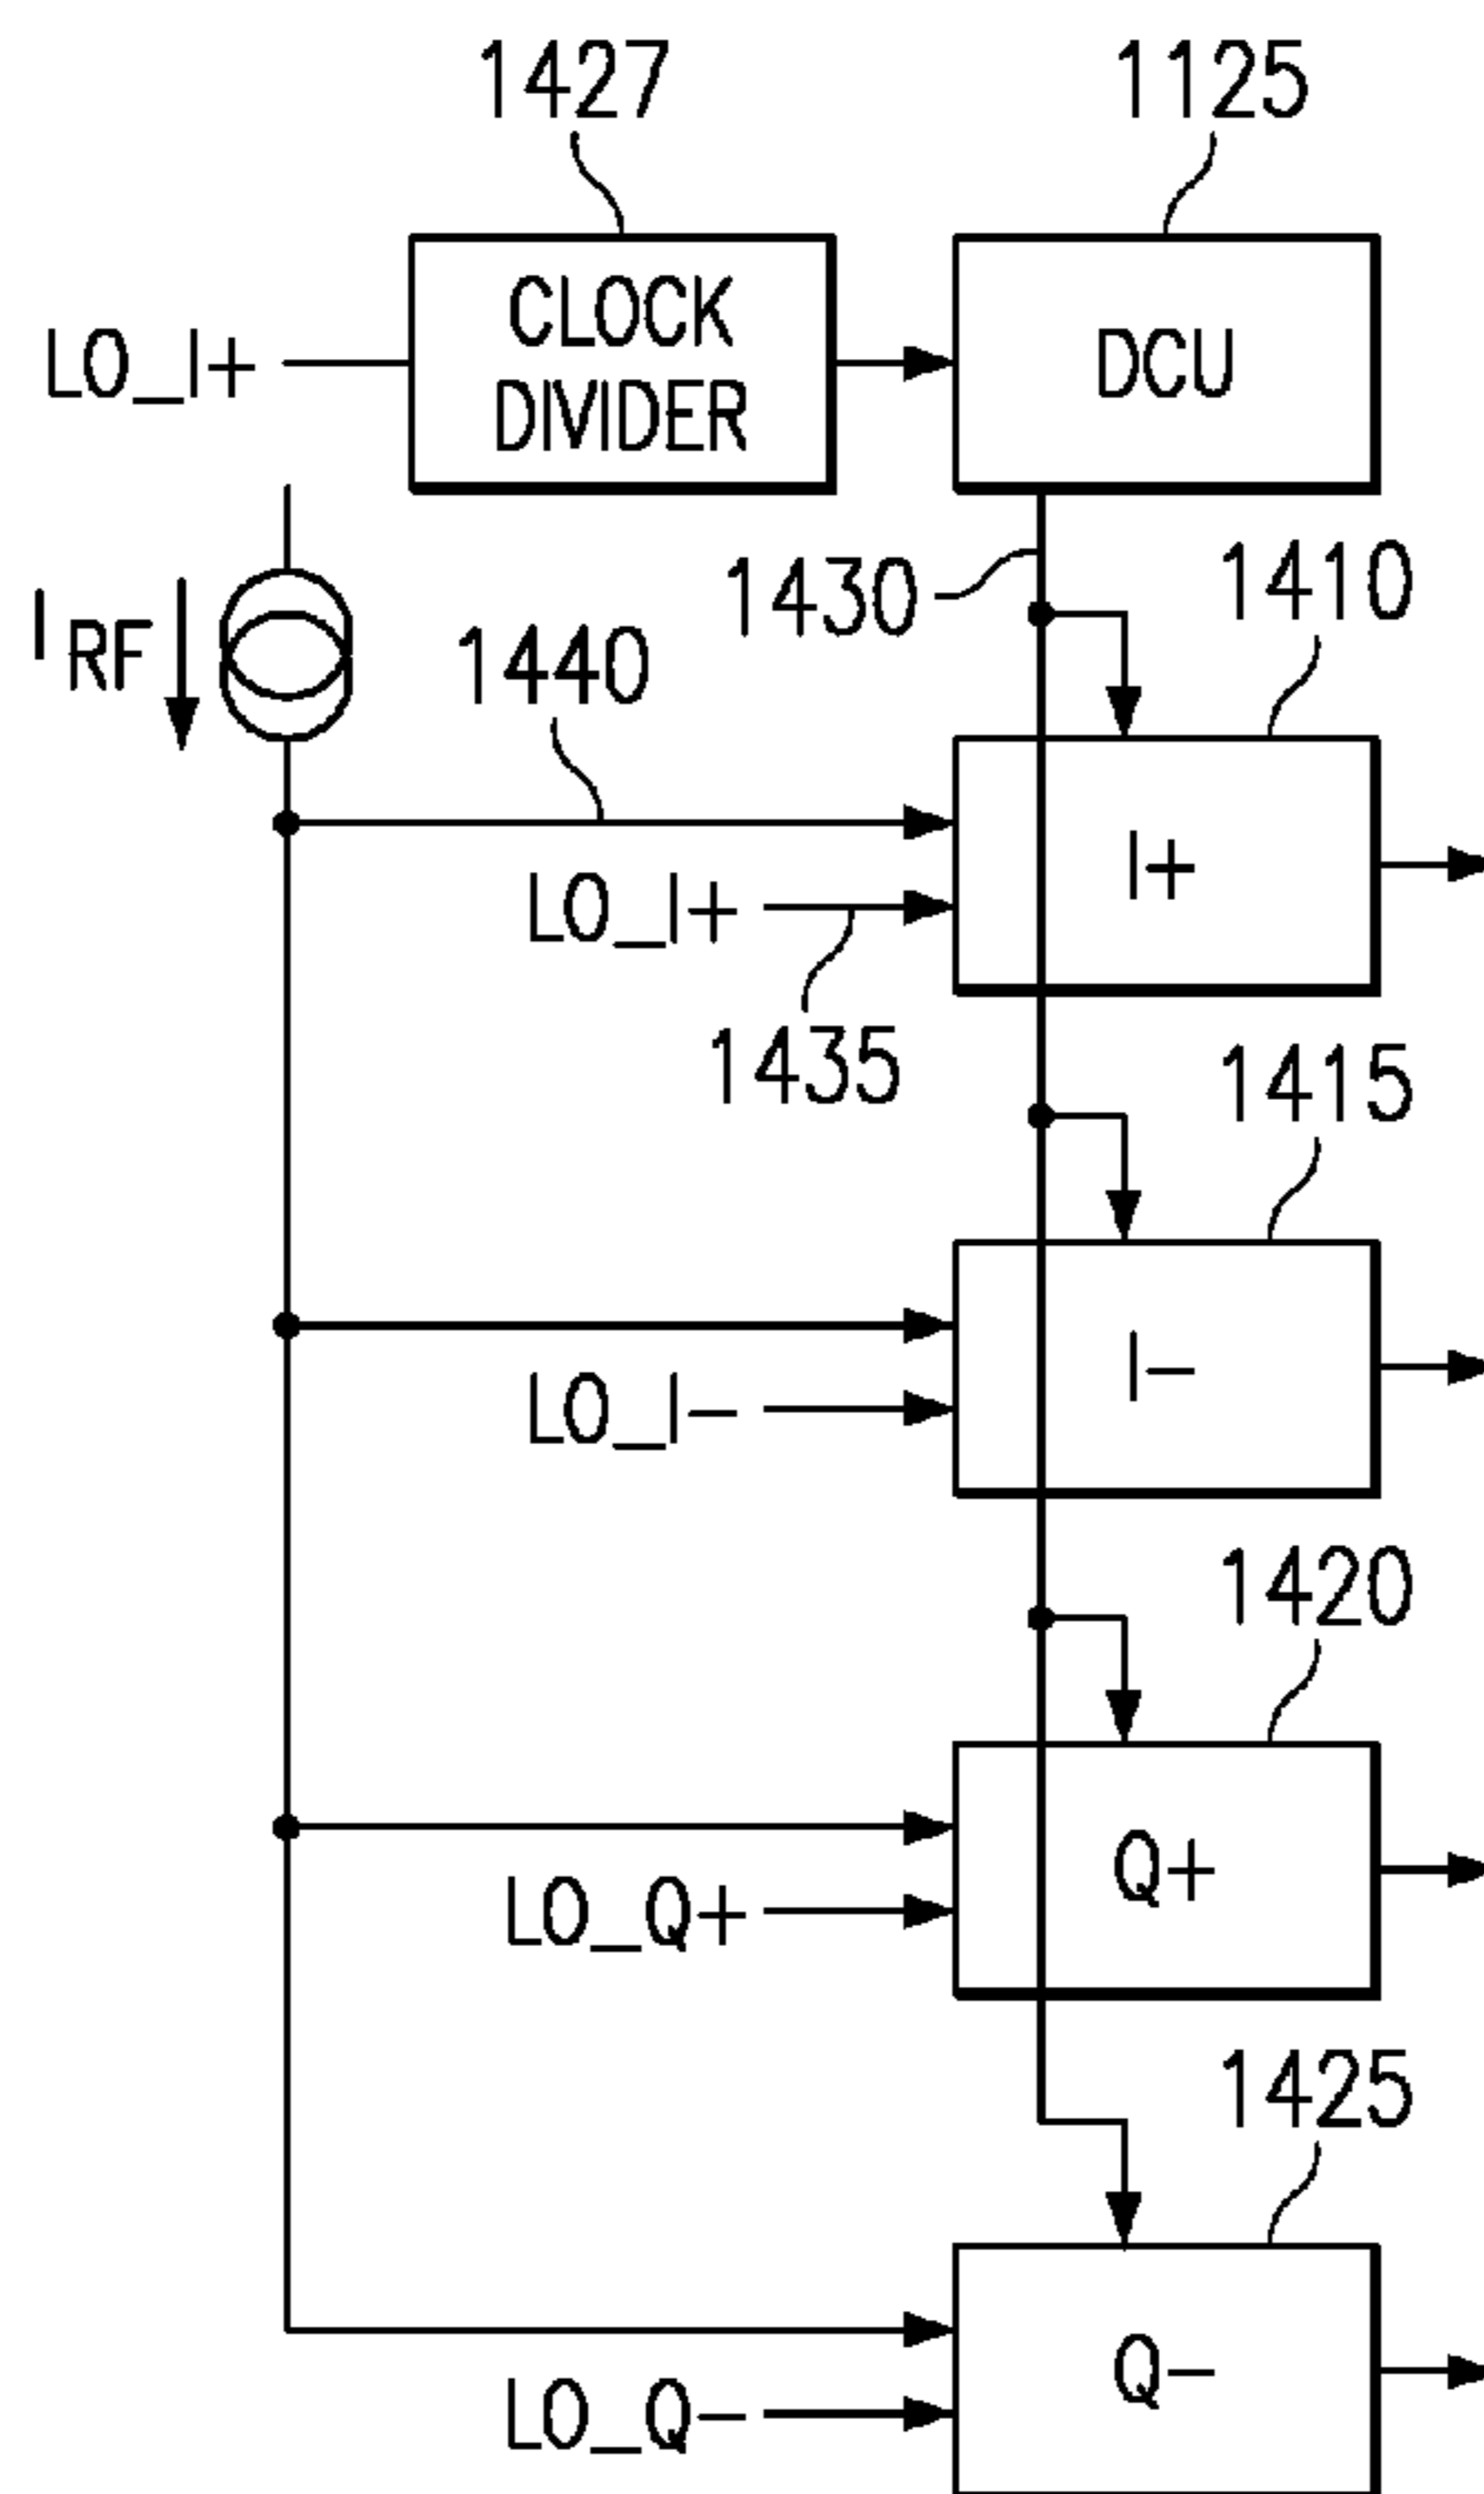 1427
1125
CLOCK
DIVIDER
LO_I+
DCU
1430
1410
I RF
1440
I+
LO_I+
1435
1415
I-
LO_I-
1420
Q+
LO_Q+
1425
Q-
LO_Q-